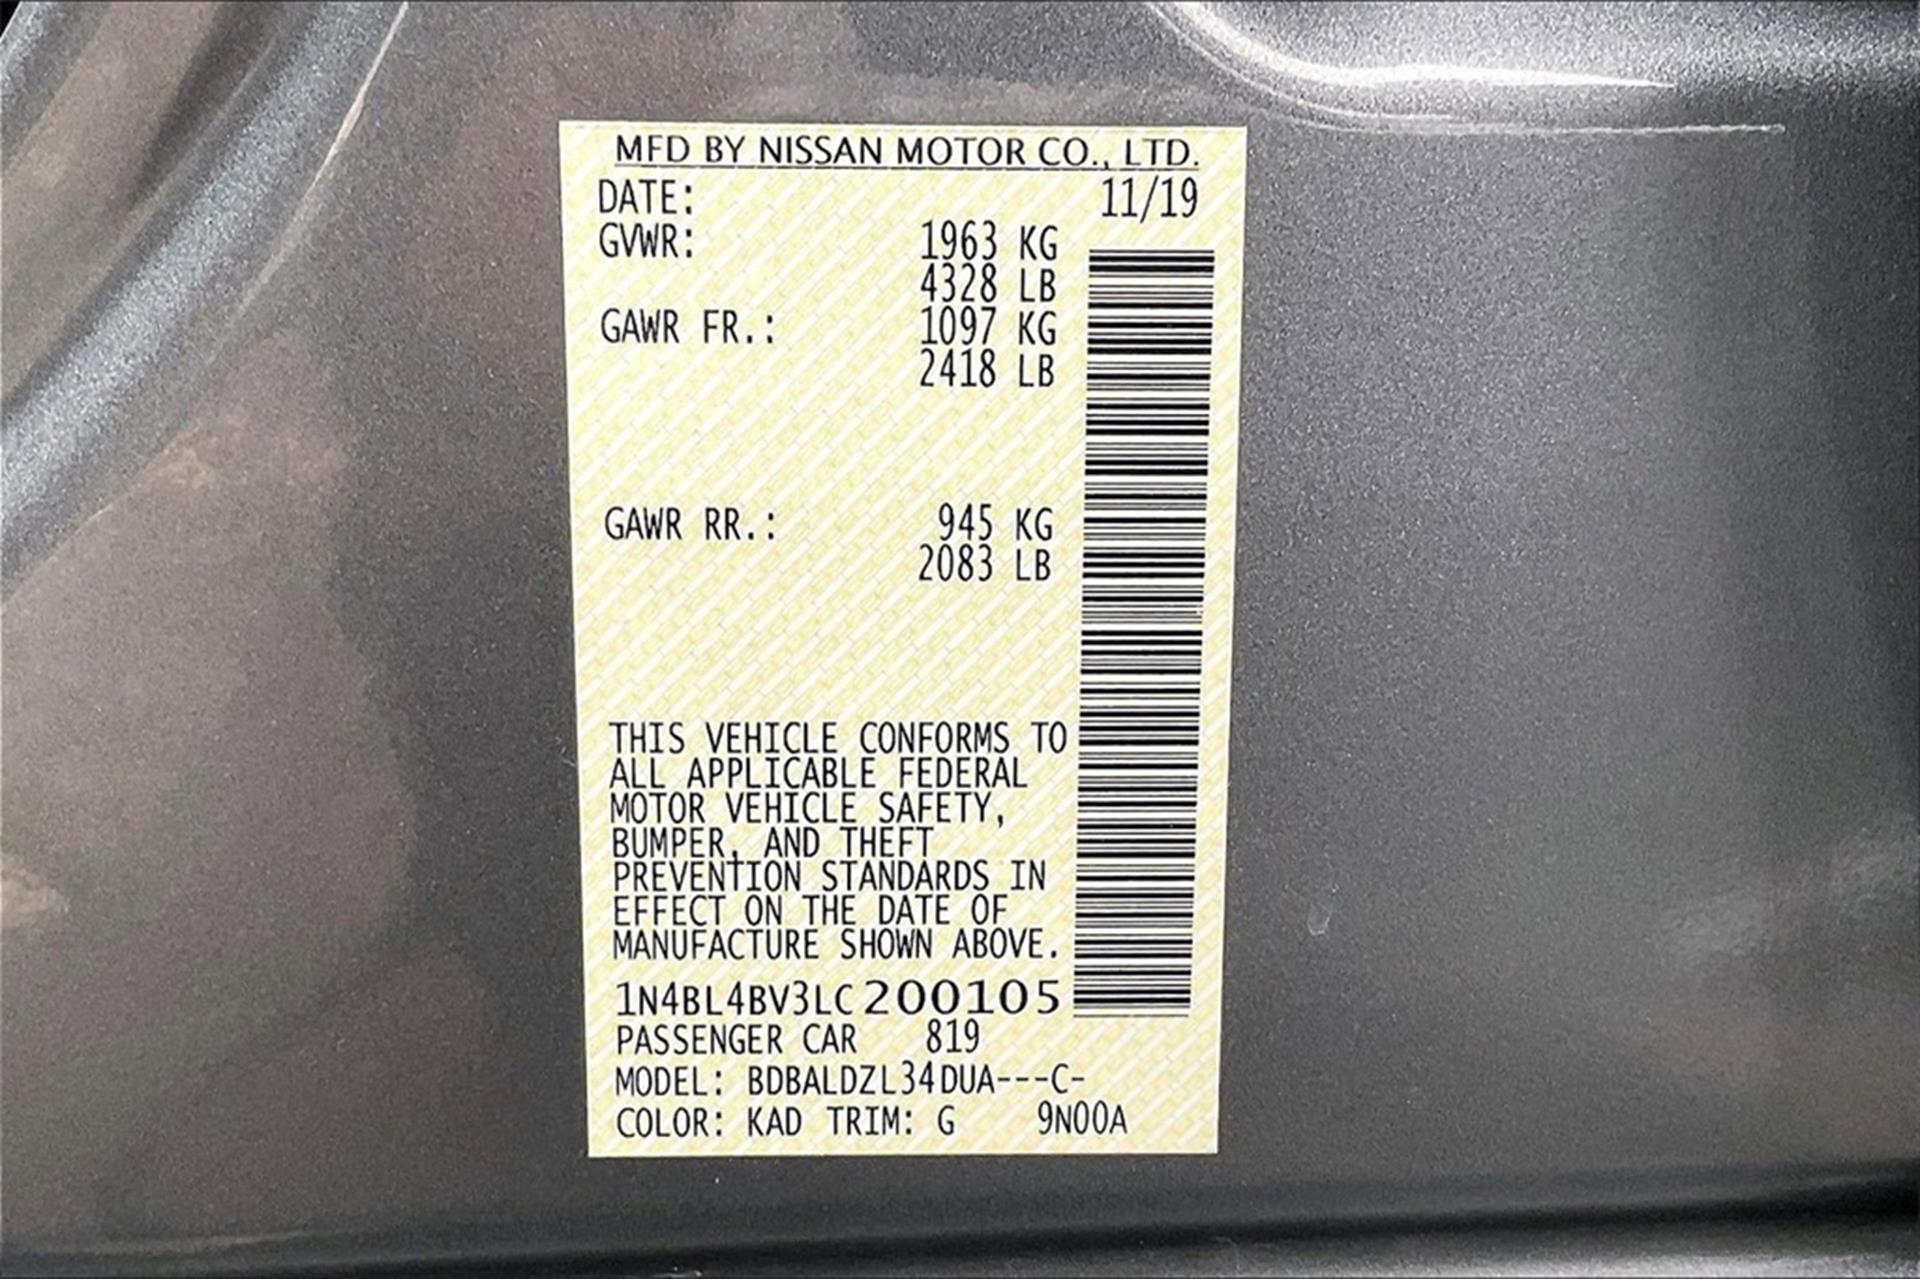 MFD BY NISSAN MOTOR CO., LTD.
DATE: 11/19
GVWR: 1963 KG
4328 LB
GAWR FR.: 1097 KG
2418 LB
GAWR RR.: 945 KG
2083 LB
THIS VEHICLE CONFORMS TO
ALL APPLICABLE FEDERAL
MOTOR VEHICLE SAFETY,
BUMPER, AND THEFT
PREVENTION STANDARDS IN
EFFECT ON THE DATE OF
MANUFACTURE SHOWN ABOVE.
1N4BL4BV3LC200105
PASSENGER CAR 819
MODEL: BDBALDZL34DUA---C-
COLOR: KAD TRIM: G 9N00A